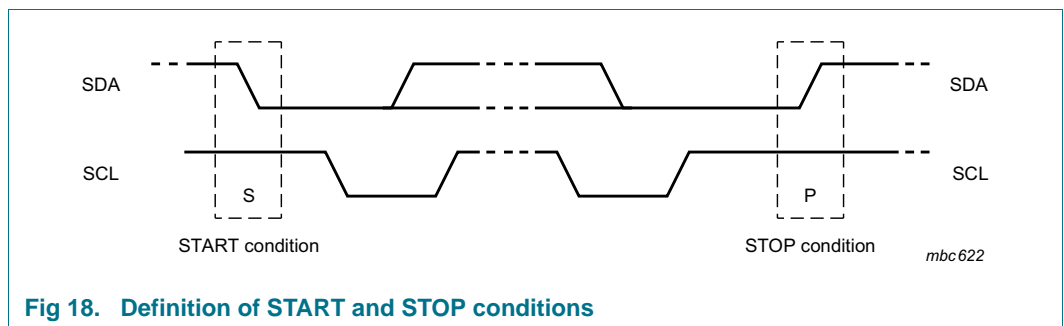 SDA
SDA
SCL
SCL
S
P
START condition
STOP condition
mbc622
Fig 18. Definition of START and STOP conditions